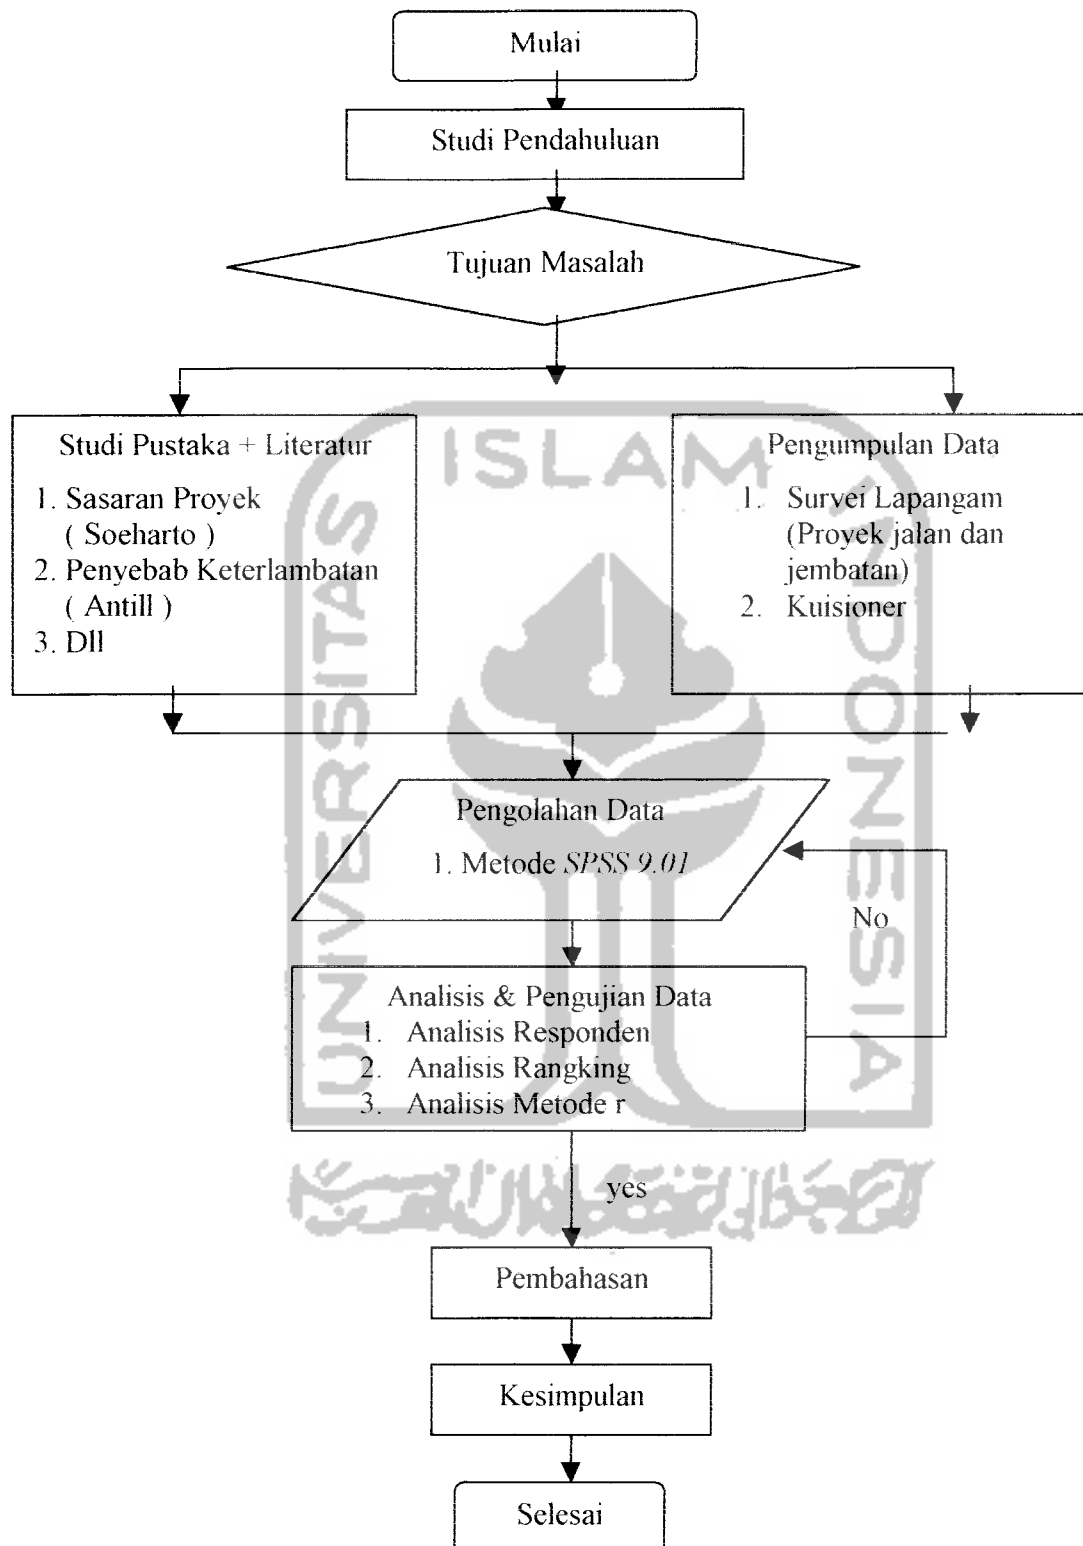 Mulai
Studi Pendahuluan
Tujuan Masalah
Studi Pustaka + Literatur
1. Sasaran Proyek
( Soeharto )
2. Penyebab Keterlambatan
( Antill )
3. Dll
Pengumpulan Data
1. Survei Lapangam
(Proyek jalan dan
jembatan)
2. Kuisioner
Pengolahan Data
1. Metode SPSS 9.01
No
Analisis & Pengujian Data
1. Analisis Responden
2. Analisis Rangking
3. Analisis Metode r
yes
Pembahasan
Kesimpulan
Selesai
UNIVERSITAS
ISLAM
INDONESIA